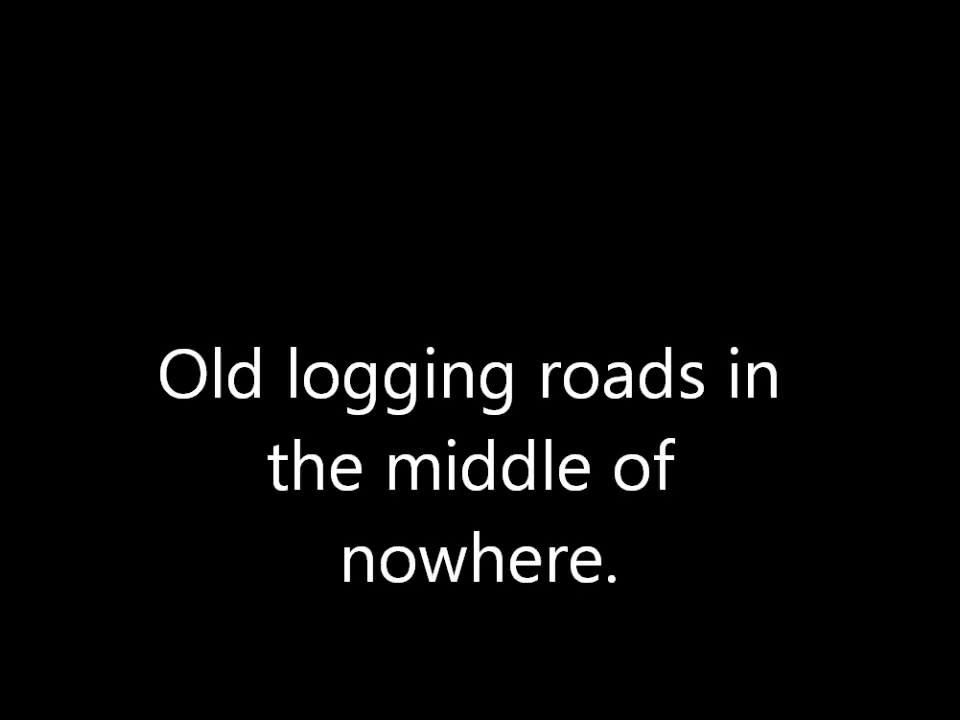 Old logging roads in
the middle of
nowhere.